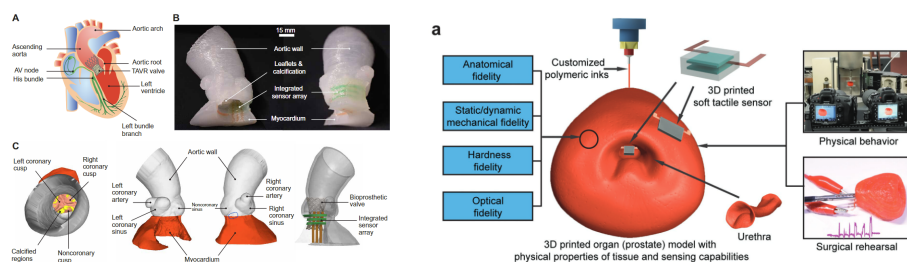 A
Aortic arch
Ascending
aorta
AV node
His bundle
Aortic root
TAVR valve
Left
ventricle
Left bundle
branch
B
15 mm
Aortic wall
Leaflets &
calcification
Integrated
sensor array
Myocardium
C
Left coronary
cusp
Right
coronary
cusp
Calcified
regions
Noncoronary
cusp
Aortic wall
Left
coronary
artery
Left
coronary
sinus
Noncoronary
sinus
Right
coronary
artery
Right
coronary
sinus
Myocardium
Bioprosthetic
valve
Integrated
sensor
array
a
Anatomical
fidelity
Static/dynamic
mechanical fidelity
Hardness
fidelity
Optical
fidelity
Customized
polymeric inks
3D printed
soft tactile sensor
Urethra
3D printed organ (prostate) model with
physical properties of tissue and sensing capabilities
Physical behavior
Surgical rehearsal